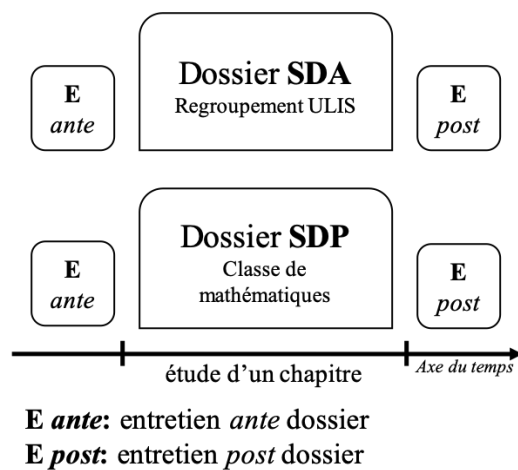 Dossier SDA
Regroupement ULIS
E
ante
E
post
Dossier SDP
Classe de
mathématiques
E
ante
E
post
étude d'un chapitre
Axe du temps
E ante: entretien ante dossier
E post: entretien post dossier